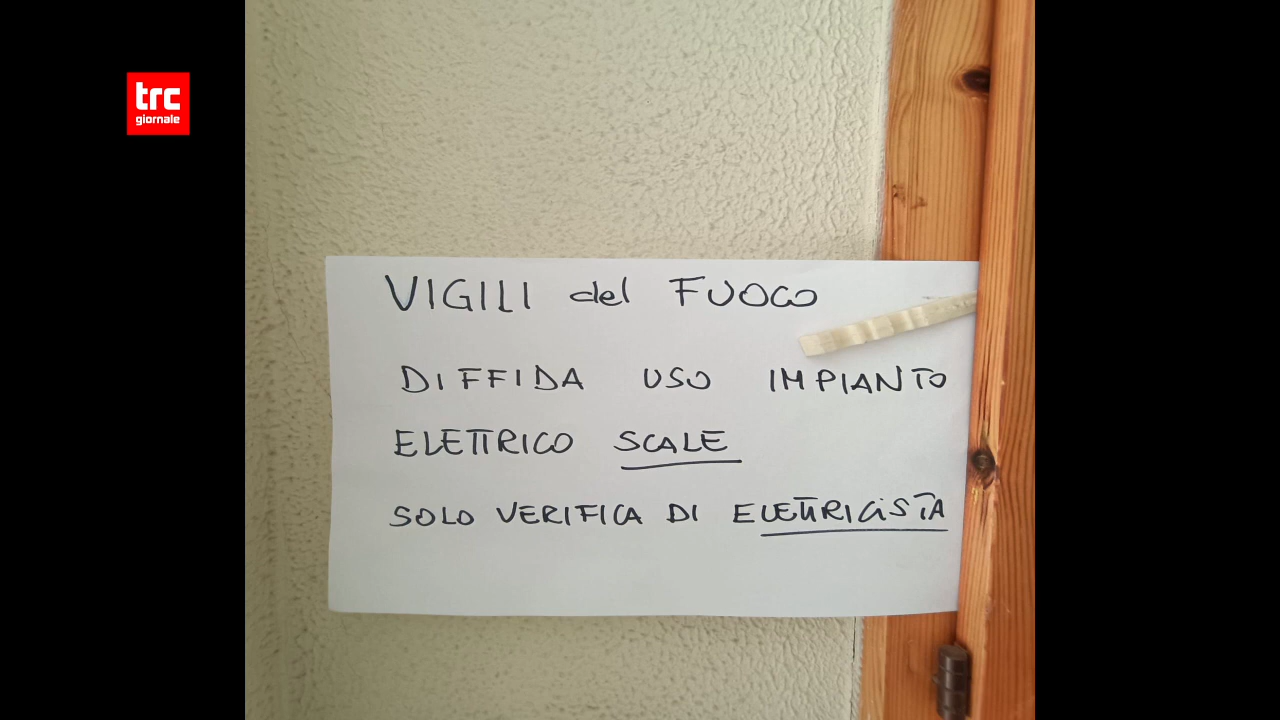 trc
giornale
VIGILI del FUOCO
DIFFIDA USO IMPIANTO
ELETTRICO SCALE
SOLO VERIFICA DI ELETTRICISTA